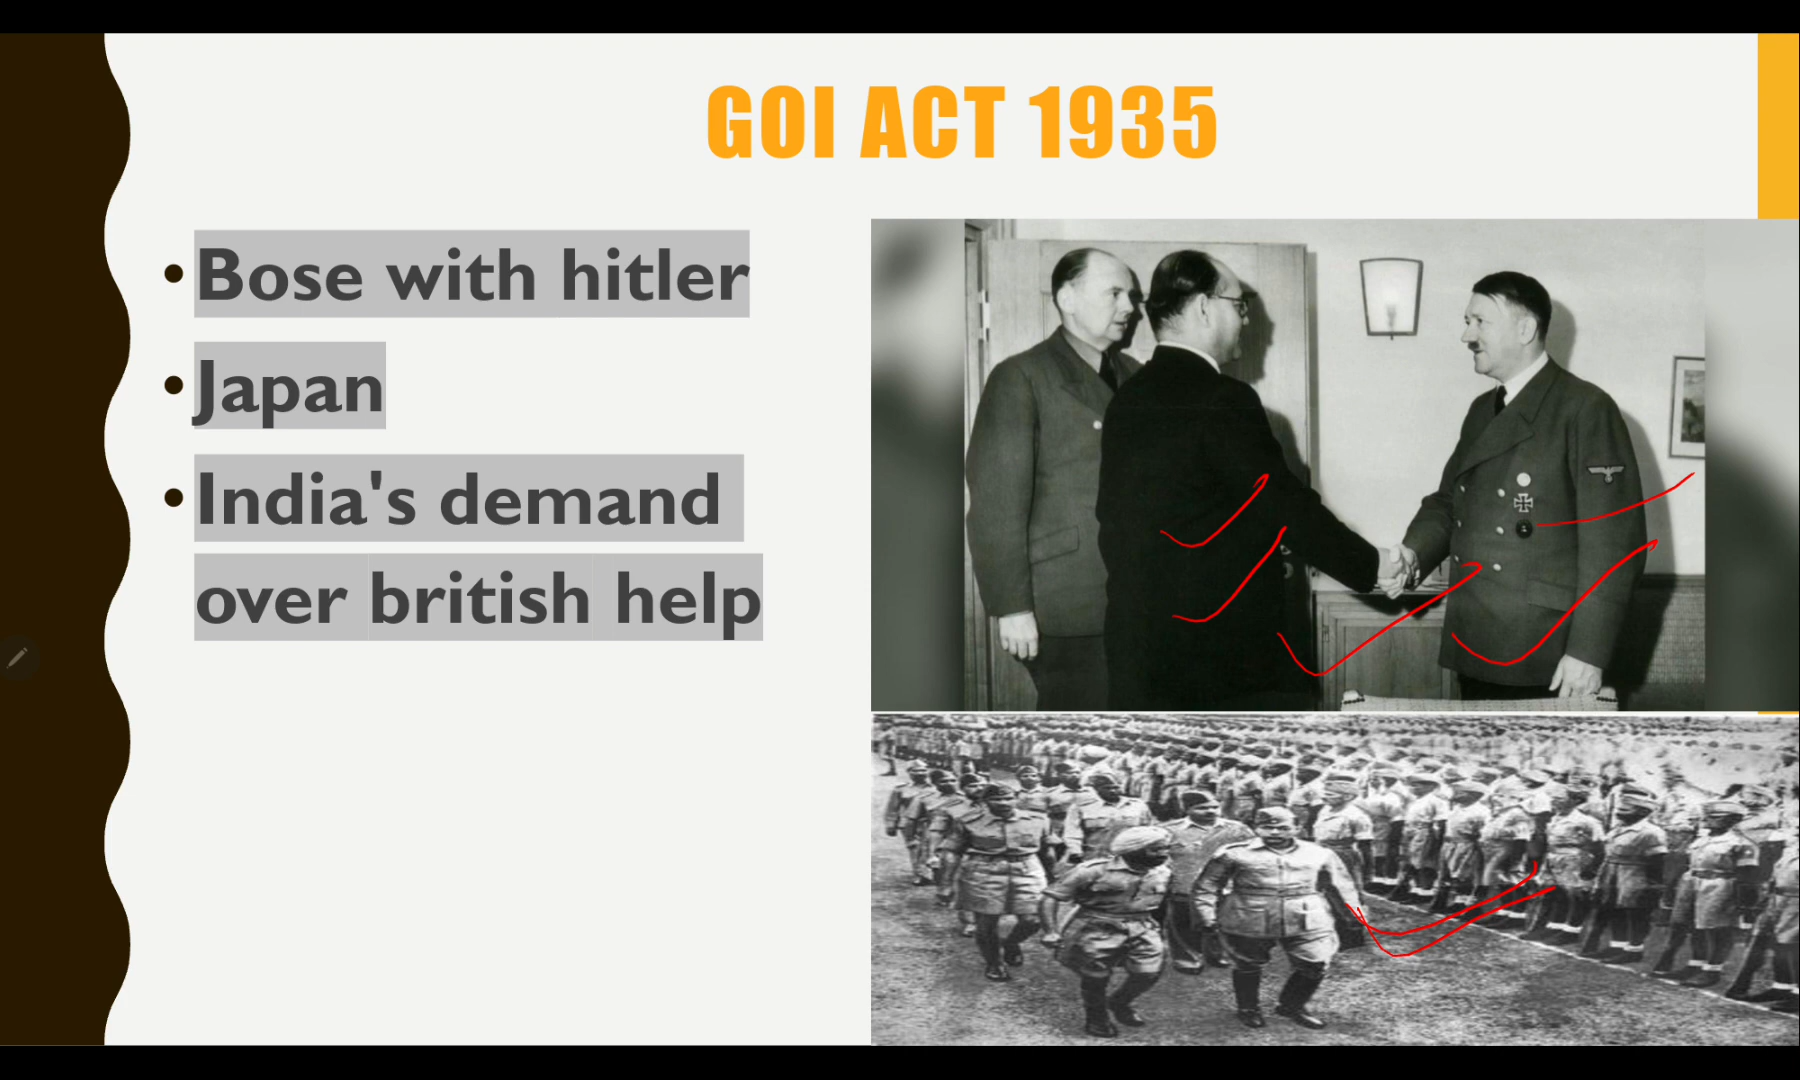 GOI ACT 1935
• Bose with hitler
• Japan
• India's demand
over british help